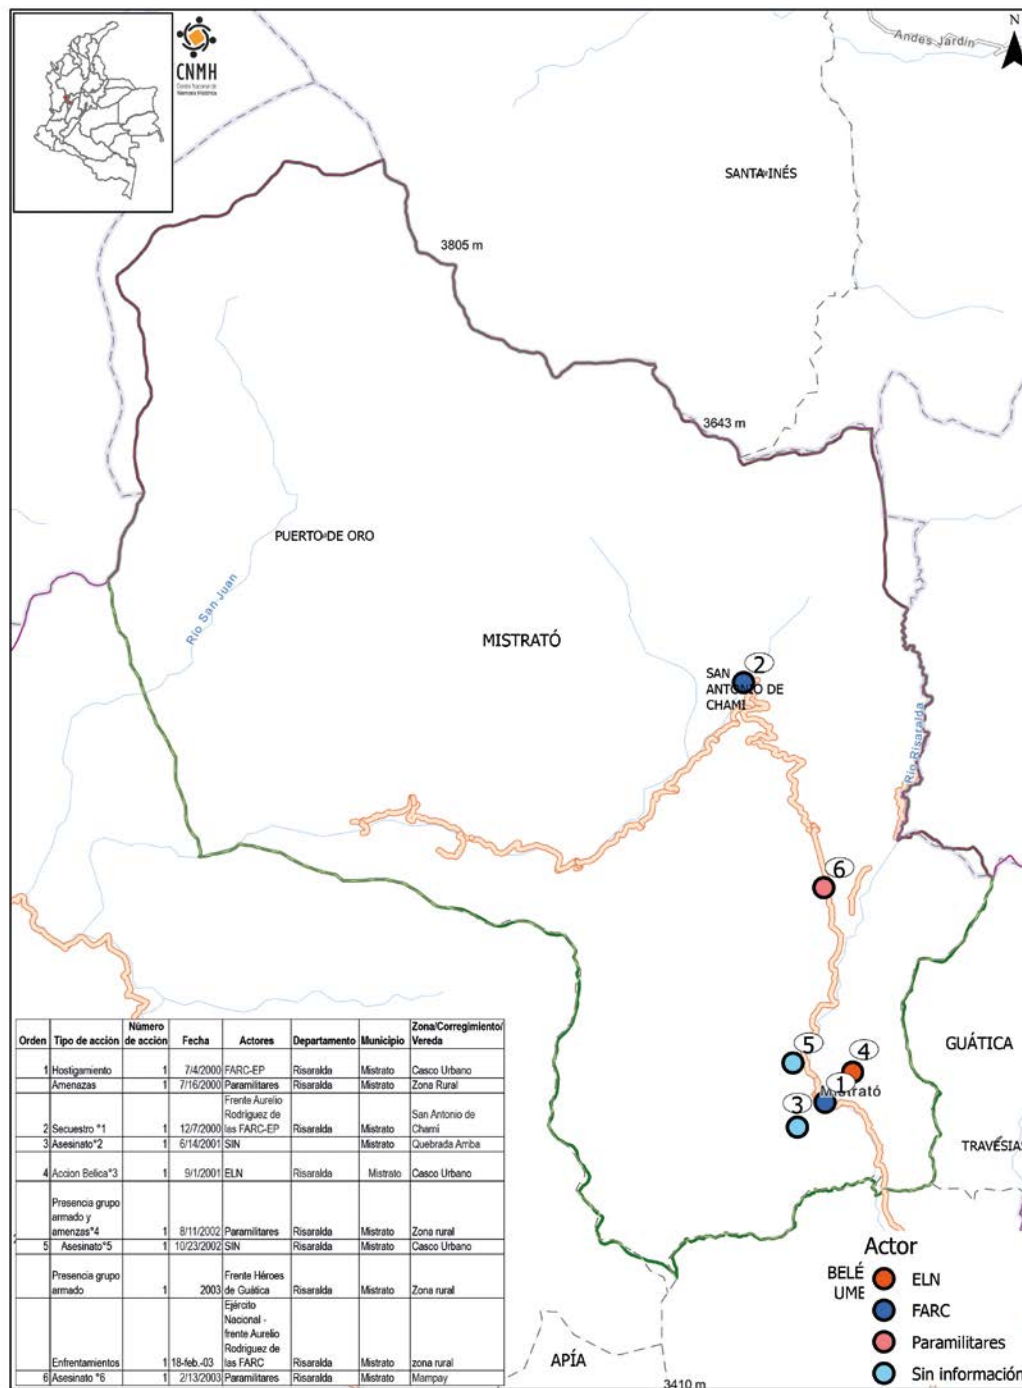 N
CNMH
Centro Nacional de
Memoria Histórica
Andes Jardín
SANTA INÉS
3805 m
3643 m
PUERTO DE ORO
Río San Juan
MISTRATÓ
2
SAN
ANTONIO DE
CHAMI
Río Risaralda
6
5
4
GUÁTICA
1
Mistrató
3
TRAVESÍAS
Orden Tipo de acción Número de acción Fecha Actores Departamento Municipio Zona/Corregimiento/ Vereda
1 Hostigamiento 1 7/4/2000 FARC-EP Risaralda Mistrato Casco Urbano
Amenazas 1 7/16/2000 Paramilitares Risaralda Mistrato Zona Rural
2 Secuestro *1 1 12/7/2000 Frente Aurelio Rodríguez de las FARC-EP Risaralda Mistrato San Antonio de Chamí
3 Asesinato*2 1 6/14/2001 SIN Mistrato Quebrada Arriba
4 Accion Belica*3 1 9/1/2001 ELN Risaralda Mistrato Casco Urbano
Presencia grupo armado y amenzas*4 1 8/11/2002 Paramilitares Risaralda Mistrato Zona rural
5 Asesinato*5 1 10/23/2002 SIN Risaralda Mistrato Casco Urbano
Presencia grupo armado 1 2003 Frente Héroes de Guática Risaralda Mistrato Zona rural
Enfrentamientos 1 18-feb.-03 Ejército Nacional - frente Aurelio Rodriguez de las FARC Risaralda Mistrato zona rural
6 Asesinato *6 1 2/13/2003 Paramilitares Risaralda Mistrato Mampay
Actor
BELÉ
UME
ELN
FARC
Paramilitares
Sin información
APÍA
3410 m